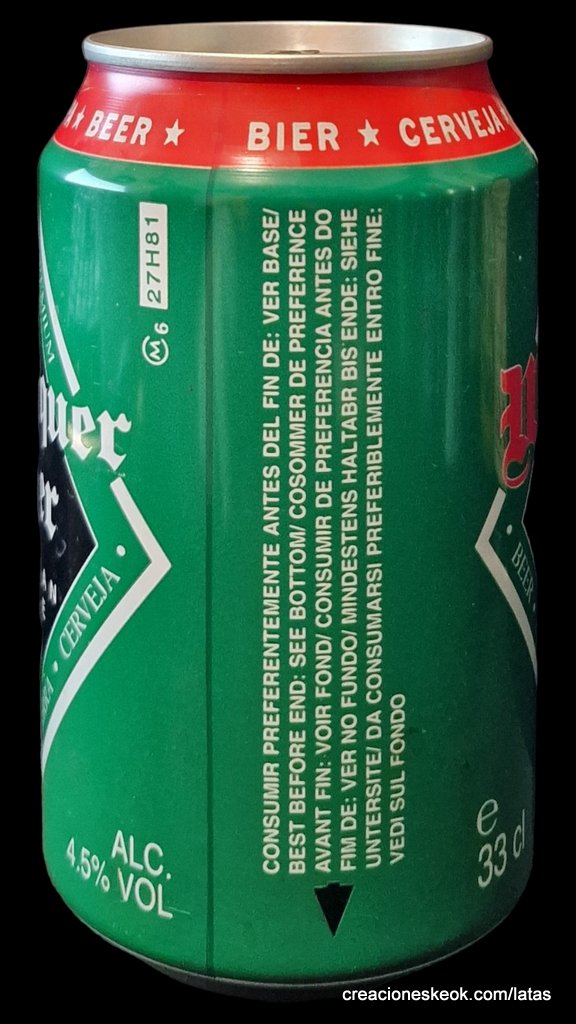 ★ BEER ★ BIER ★ CERVEJA
27H81
M 6
quer
er
CERVEJA
CONSUMIR PREFERENTEMENTE ANTES DEL FIN DE: VER BASE/
BEST BEFORE END: SEE BOTTOM/ COSOMMER DE PREFERENCE
AVANT FIN: VOIR FOND/ CONSUMIR DE PREFERENCIA ANTES DO
FIM DE: VER NO FUNDO/ MINDESTENS HALTABR BIS ENDE: SIEHE
UNTERSITE/ DA CONSUMARSI PREFERIBLEMENTE ENTRO FINE:
VEDI SUL FONDO
BEER
ALC.
4.5% VOL
e
33 cl
creacioneskeok.com/latas